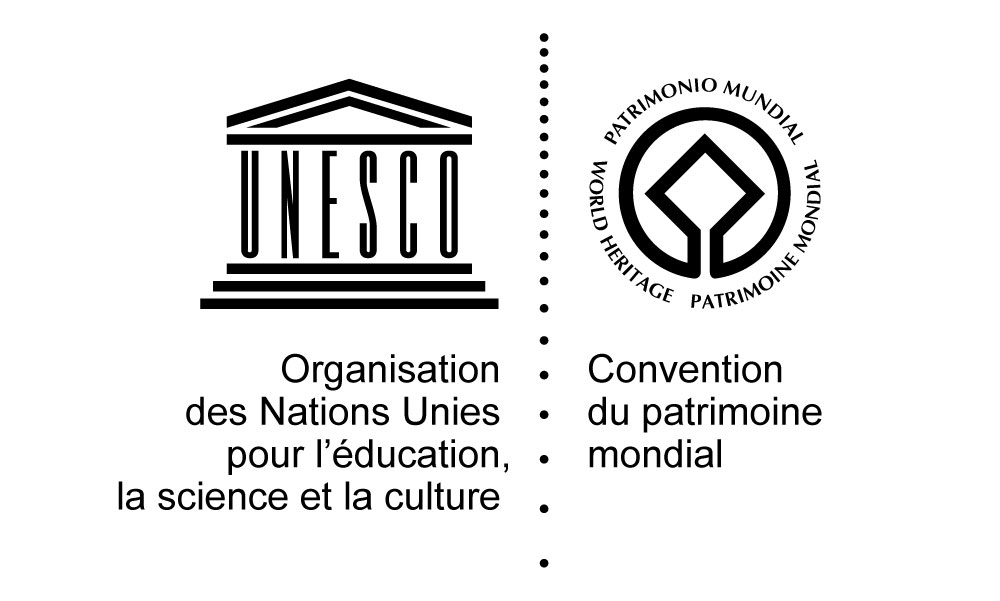 UNESCO
Organisation
des Nations Unies
pour l’éducation,
la science et la culture
PATRIMONIO MUNDIAL
WORLD HERITAGE
PATRIMOINE MONDIAL
Convention
du patrimoine
mondial